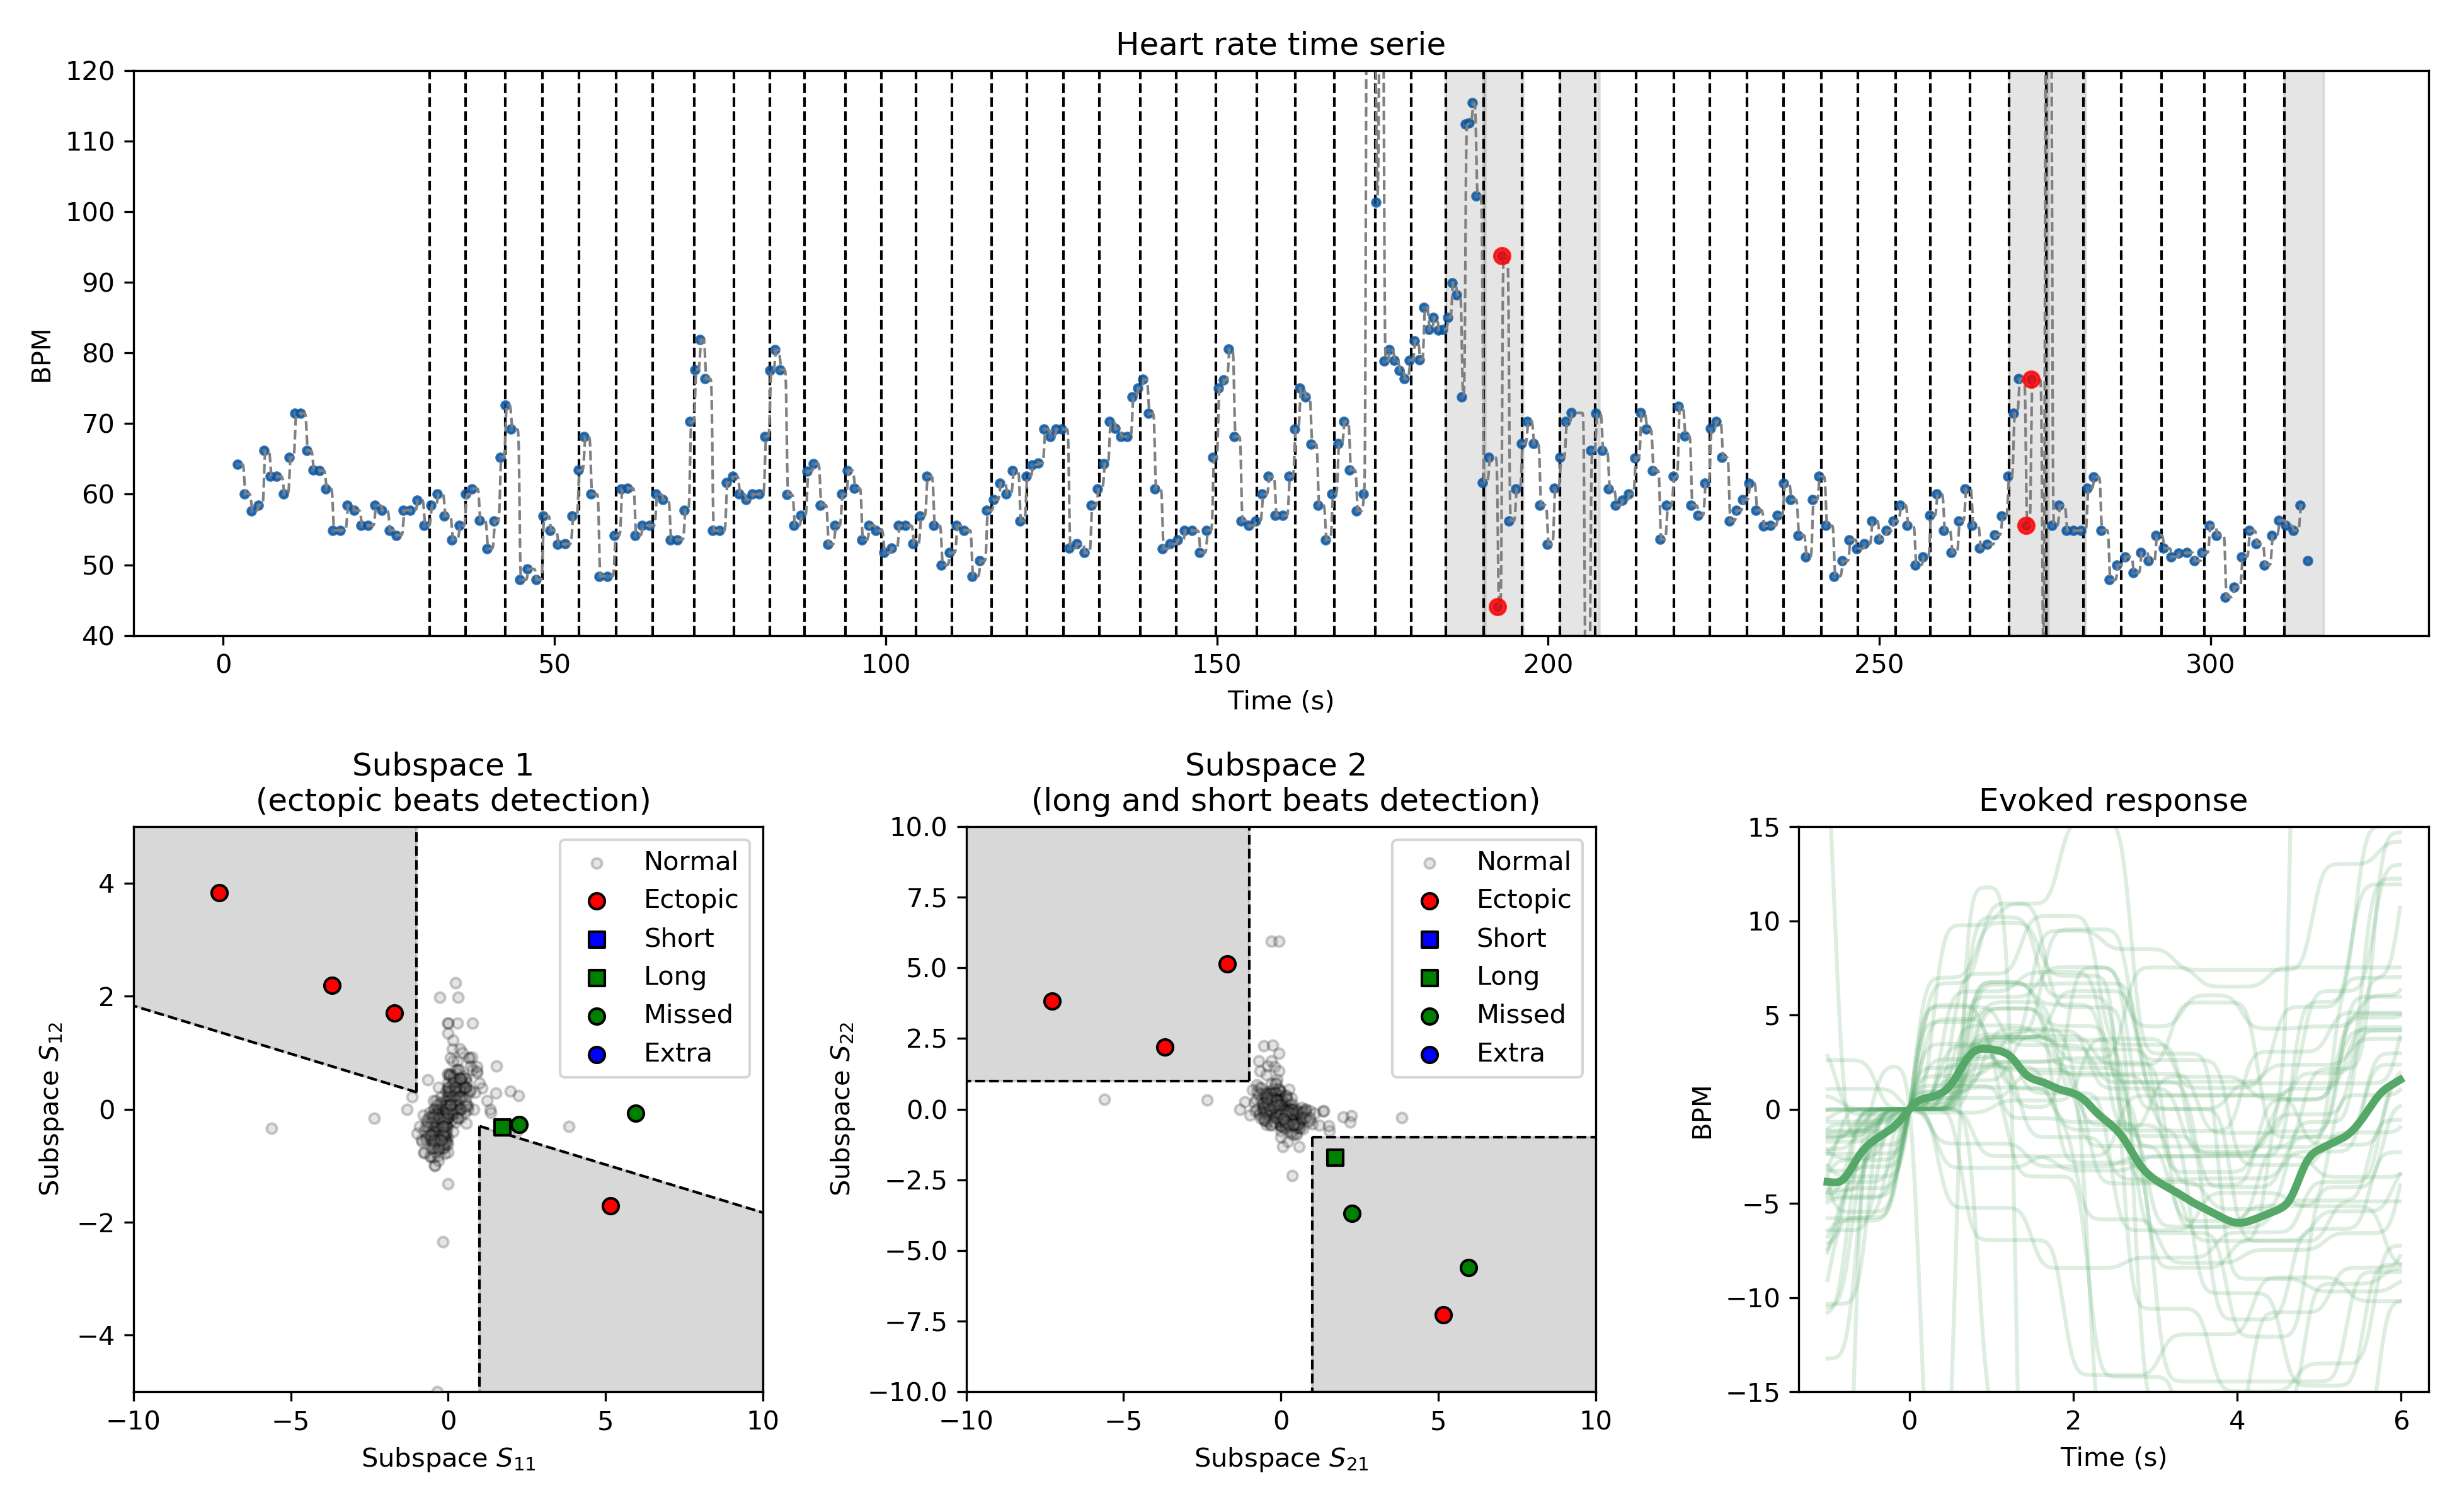 Heart rate time serie
120
110
100
90
80
70
60
50
40
BPM
0 50 100 150 200 250 300
Time (s)
Subspace 1
(ectopic beats detection)
4
2
0
−2
−4
Subspace S₁₂
Normal
Ectopic
Short
Long
Missed
Extra
−10 −5 0 5 10
Subspace S₁₁
Subspace 2
(long and short beats detection)
10.0
7.5
5.0
2.5
0.0
−2.5
−5.0
−7.5
−10.0
Subspace S₂₂
Normal
Ectopic
Short
Long
Missed
Extra
−10 −5 0 5 10
Subspace S₂₁
Evoked response
15
10
5
0
−5
−10
−15
BPM
0 2 4 6
Time (s)